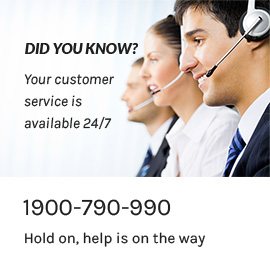 DID YOU KNOW?
Your customer
service is
available 24/7
1900-790-990
Hold on, help is on the way